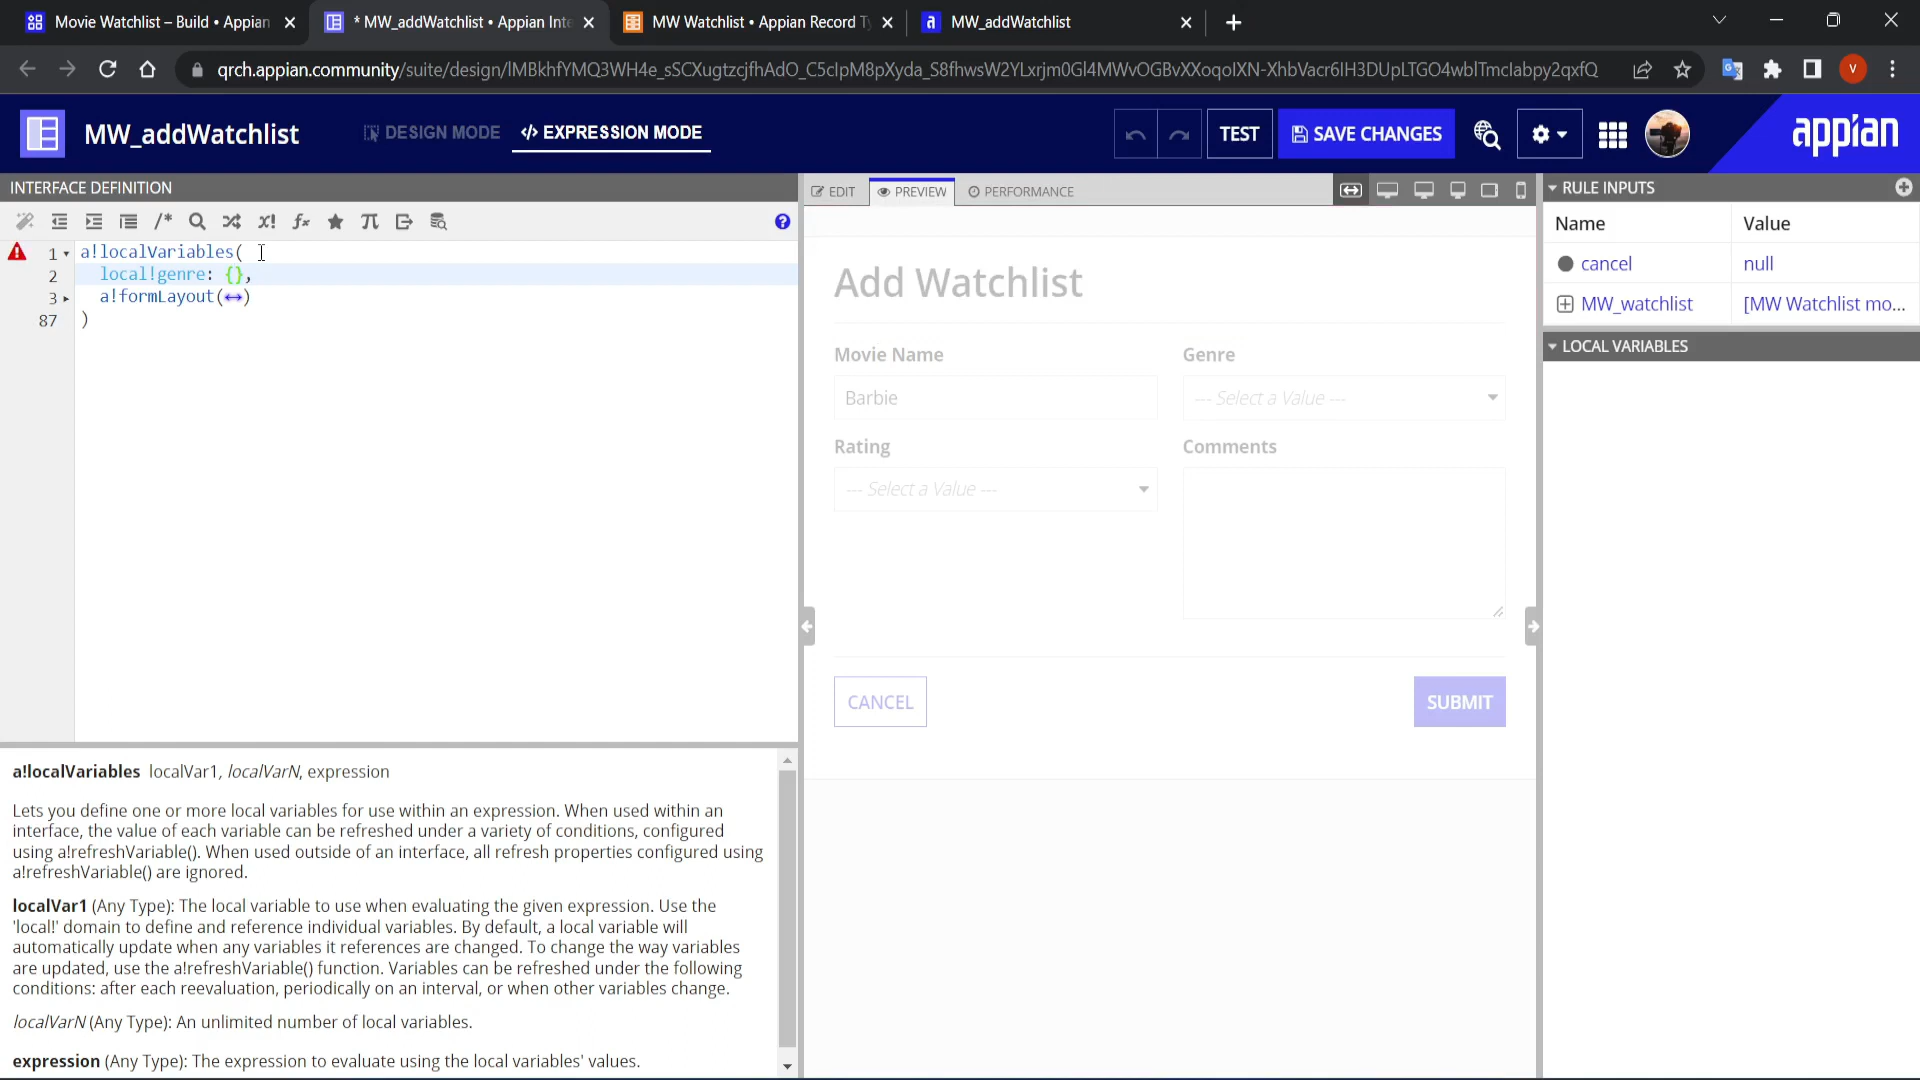 Movie Watchlist – Build • Appian
* MW_addWatchlist • Appian Inte
MW Watchlist • Appian Record Ty
MW_addWatchlist
qrch.appian.community/suite/design/
V
MW_addWatchlist
DESIGN MODE
</> EXPRESSION MODE
TEST
SAVE CHANGES
appian
INTERFACE DEFINITION
EDIT
PREVIEW
PERFORMANCE
RULE INPUTS
Name
Value
cancel
null
MW_watchlist
[MW Watchlist mo...
LOCAL VARIABLES
1 a!localVariables(
2 local!genre: {},
3 a!formLayout(↔)
87 )
Add Watchlist
Movie Name
Genre
Barbie
--- Select a Value ---
Rating
Comments
--- Select a Value ---
CANCEL
SUBMIT
a!localVariables localVar1, localVarN, expression
Lets you define one or more local variables for use within an expression. When used within an
interface, the value of each variable can be refreshed under a variety of conditions, configured
using a!refreshVariable(). When used outside of an interface, all refresh properties configured using
a!refreshVariable() are ignored.
localVar1 (Any Type): The local variable to use when evaluating the given expression. Use the
'local!' domain to define and reference individual variables. By default, a local variable will
automatically update when any variables it references are changed. To change the way variables
are updated, use the a!refreshVariable() function. Variables can be refreshed under the following
conditions: after each reevaluation, periodically on an interval, or when other variables change.
localVarN (Any Type): An unlimited number of local variables.
expression (Any Type): The expression to evaluate using the local variables' values.